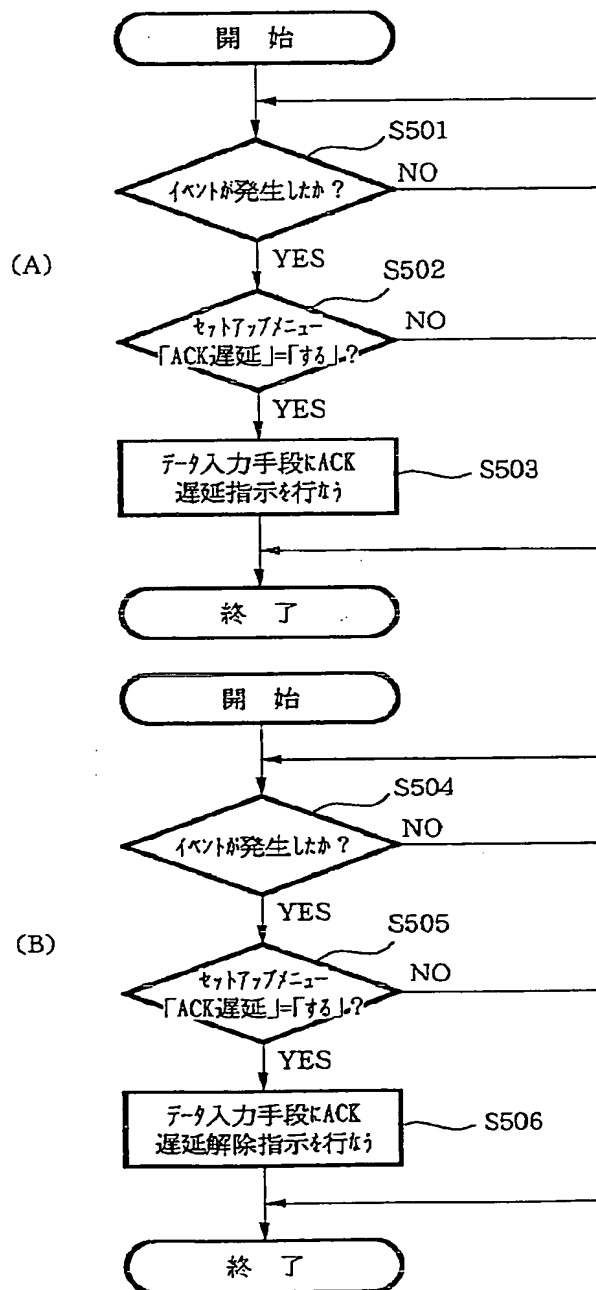 開 始
S501
イベントが発生したか？
NO
(A)
YES
S502
セットアップメニュー
「ACK遅延」=「する」？
NO
YES
データ入力手段にACK
遅延指示を行なう
S503
終 了
開 始
S504
イベントが発生したか？
NO
YES
(B)
S505
セットアップメニュー
「ACK遅延」=「する」？
NO
YES
データ入力手段にACK
遅延解除指示を行なう
S506
終 了